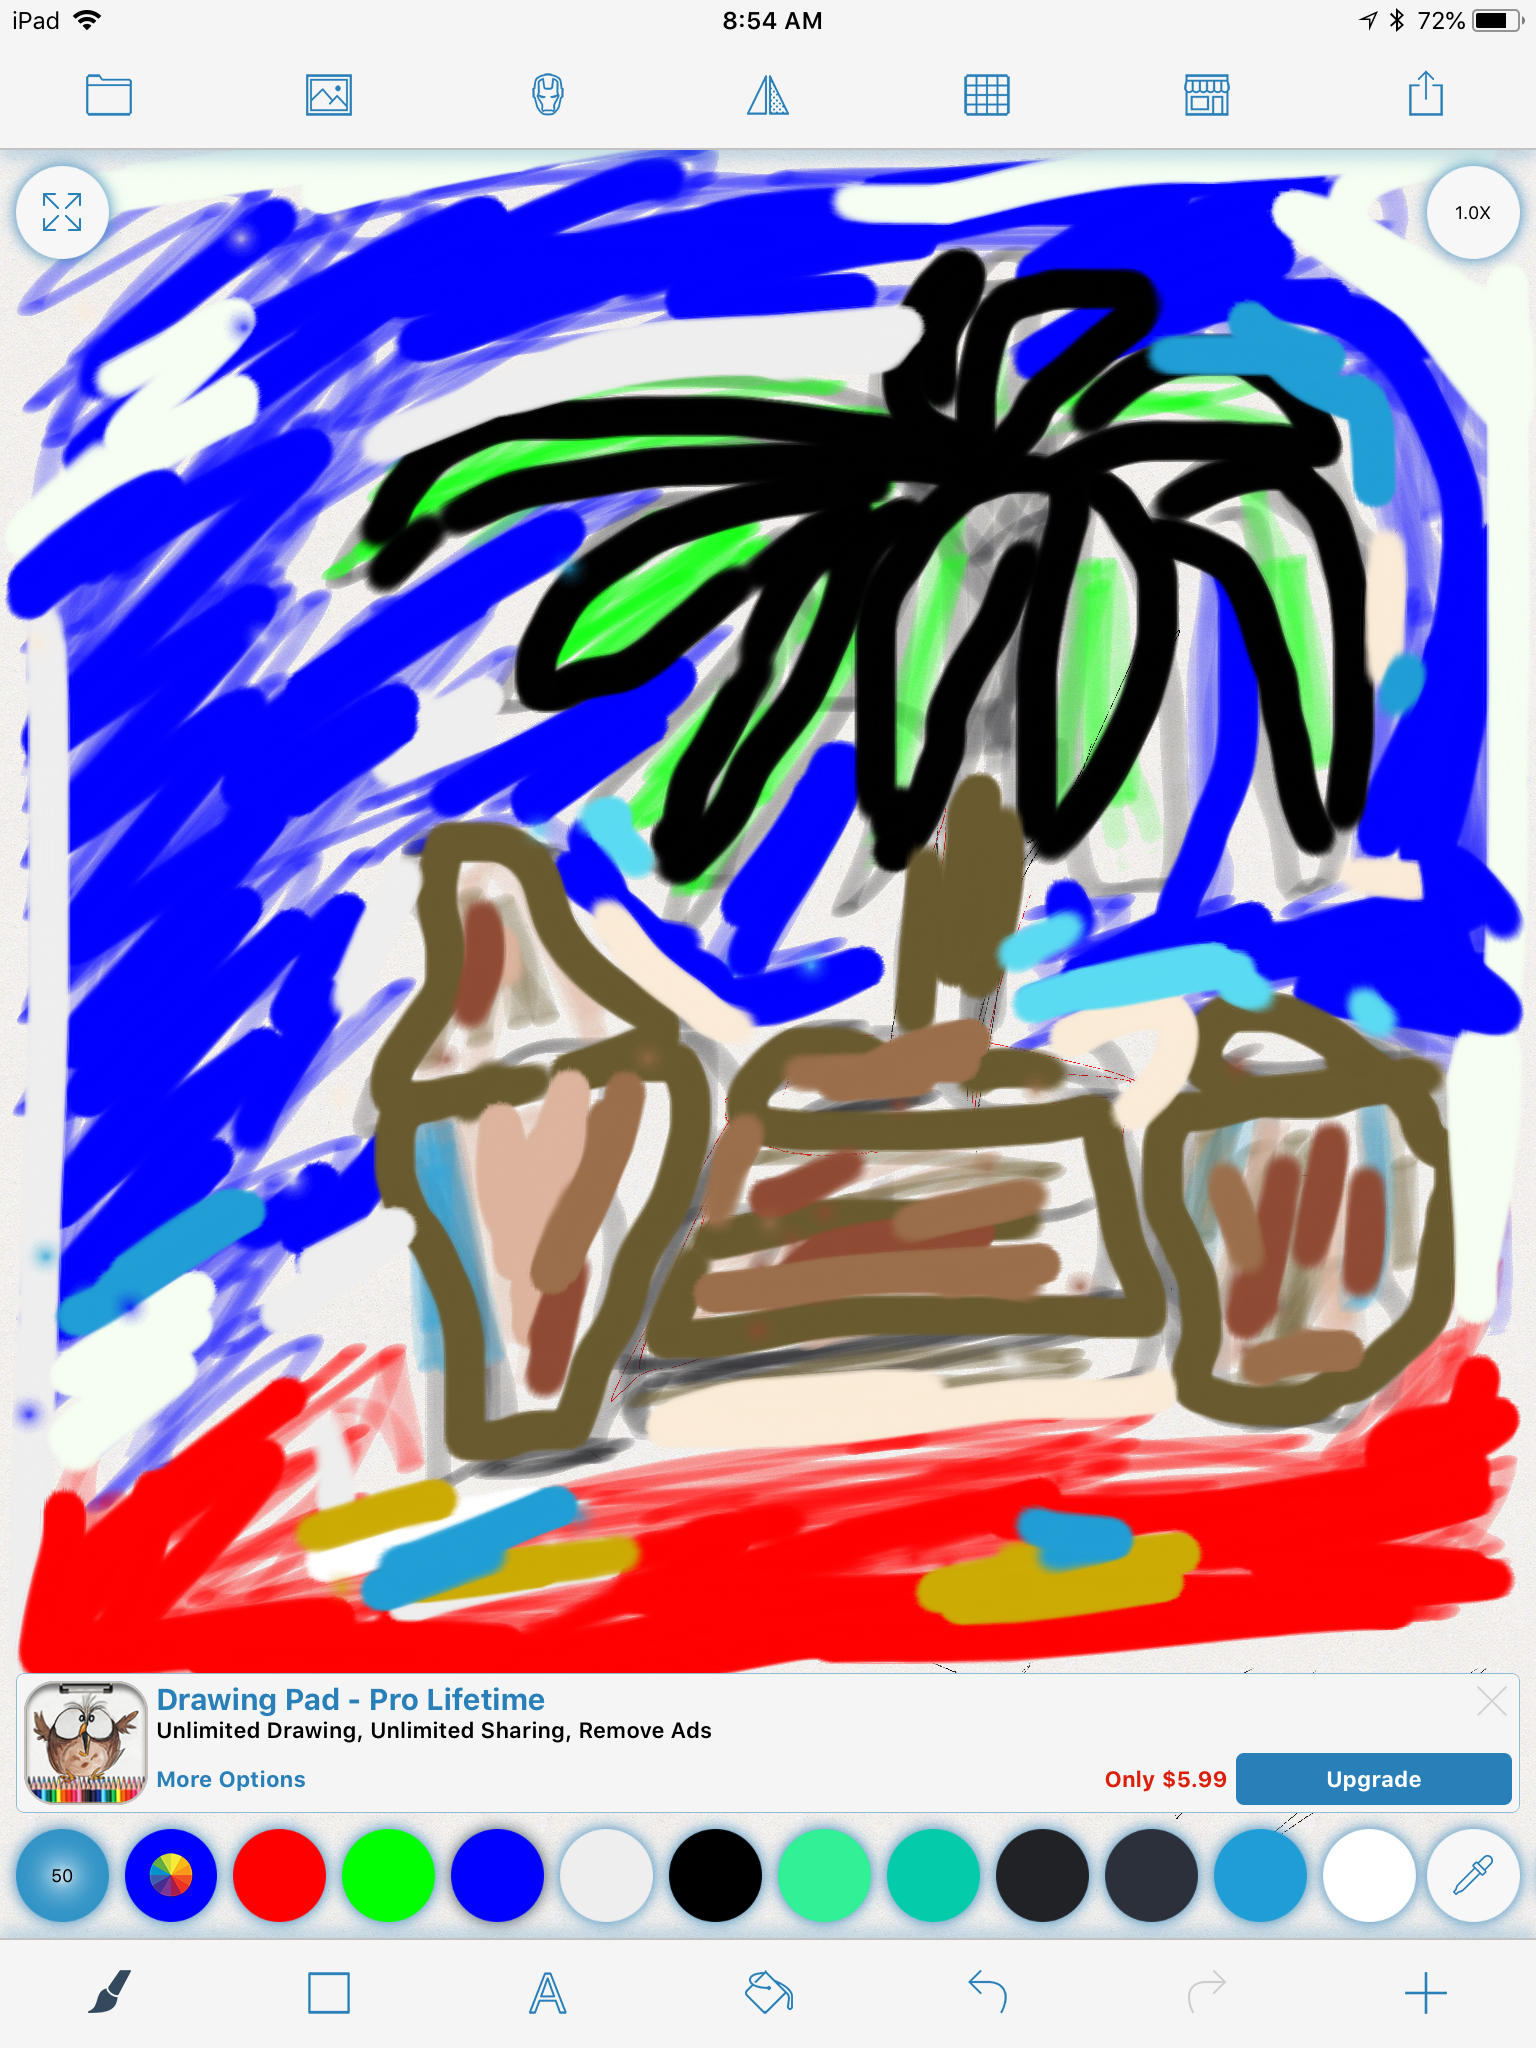 iPad 8:54 AM 72%
1.0X
Drawing Pad - Pro Lifetime
Unlimited Drawing, Unlimited Sharing, Remove Ads
More Options Only $5.99 Upgrade
50
A